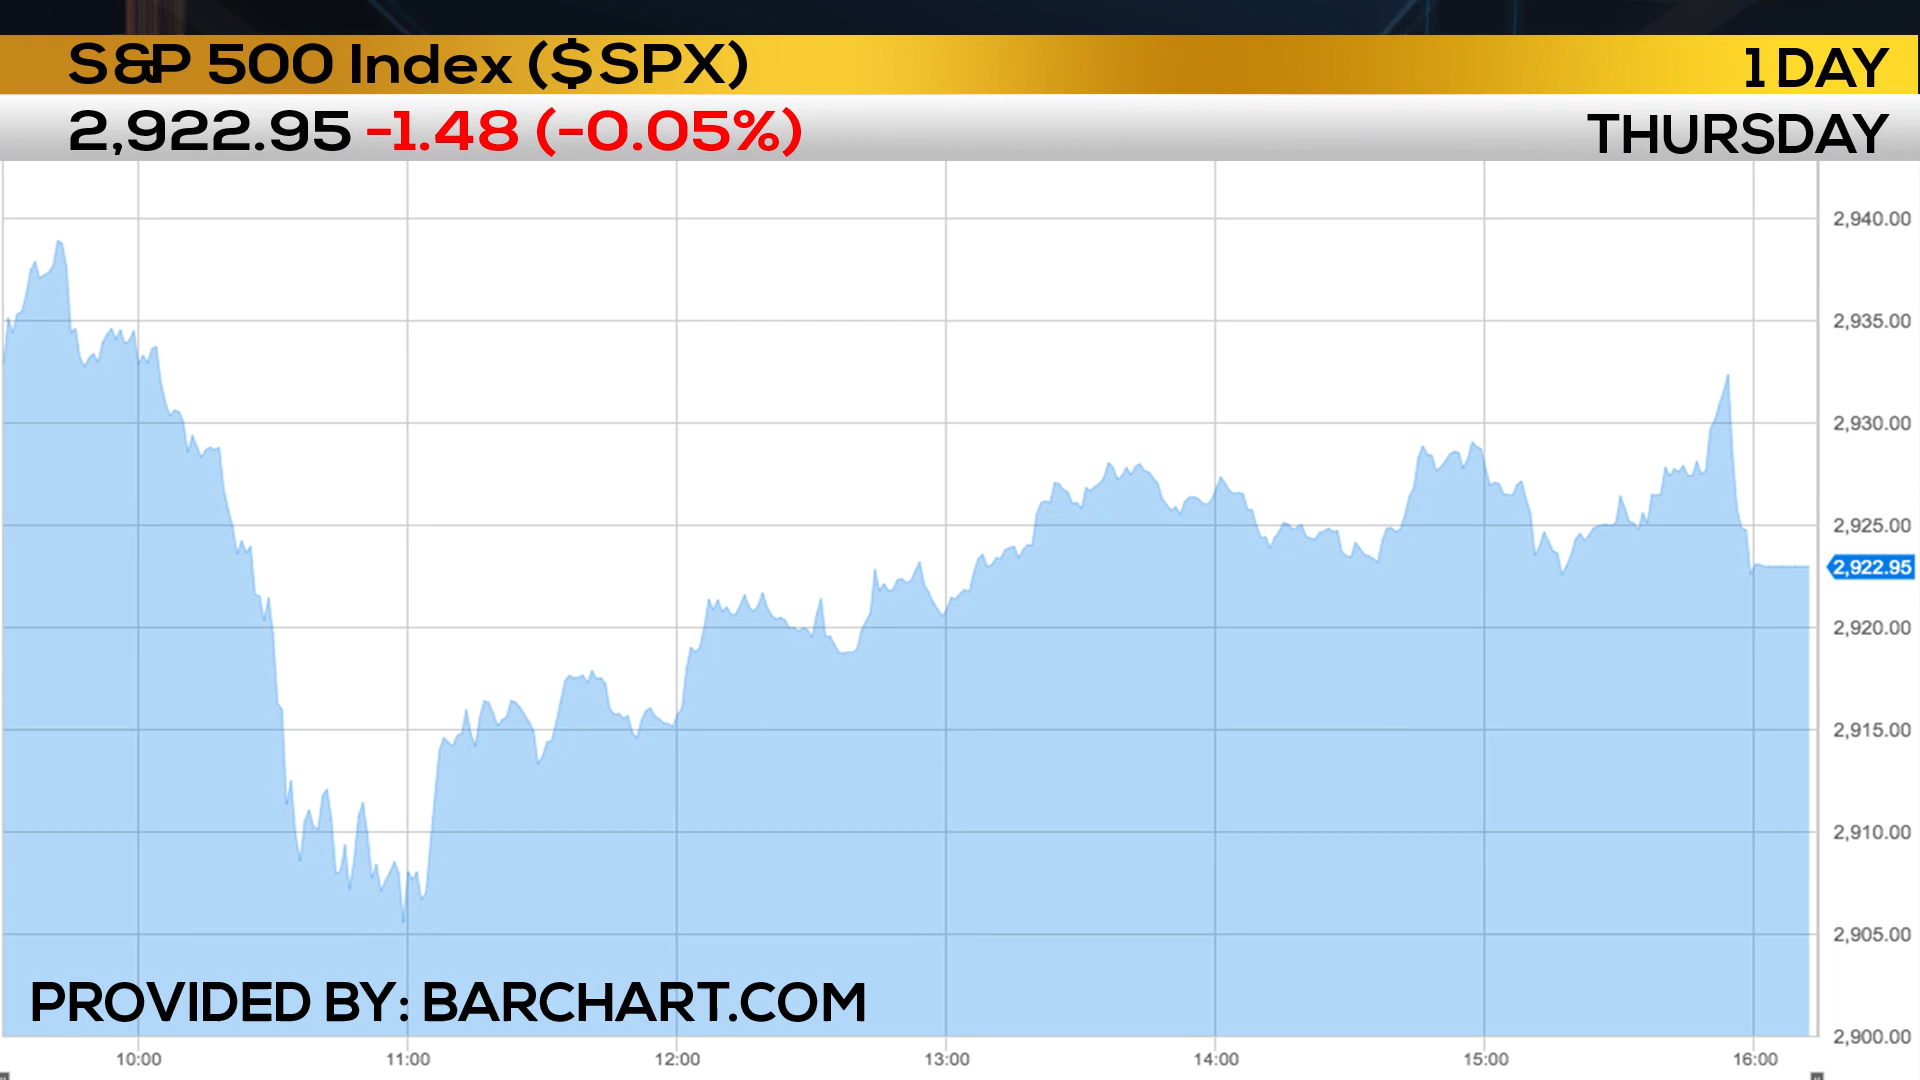 S&P 500 Index ($SPX) 1 DAY
2,922.95 -1.48 (-0.05%) THURSDAY
2,940.00
2,935.00
2,930.00
2,925.00
2,922.95
2,920.00
2,915.00
2,910.00
2,905.00
PROVIDED BY: BARCHART.COM
2,900.00
10:00 11:00 12:00 13:00 14:00 15:00 16:00